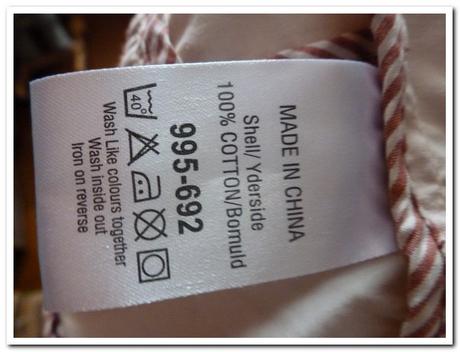 MADE IN CHINA
Shell/Yderside
100% COTTON/Bomuld
995-692
40°
Wash Like colours together
Wash inside out
Iron on reverse